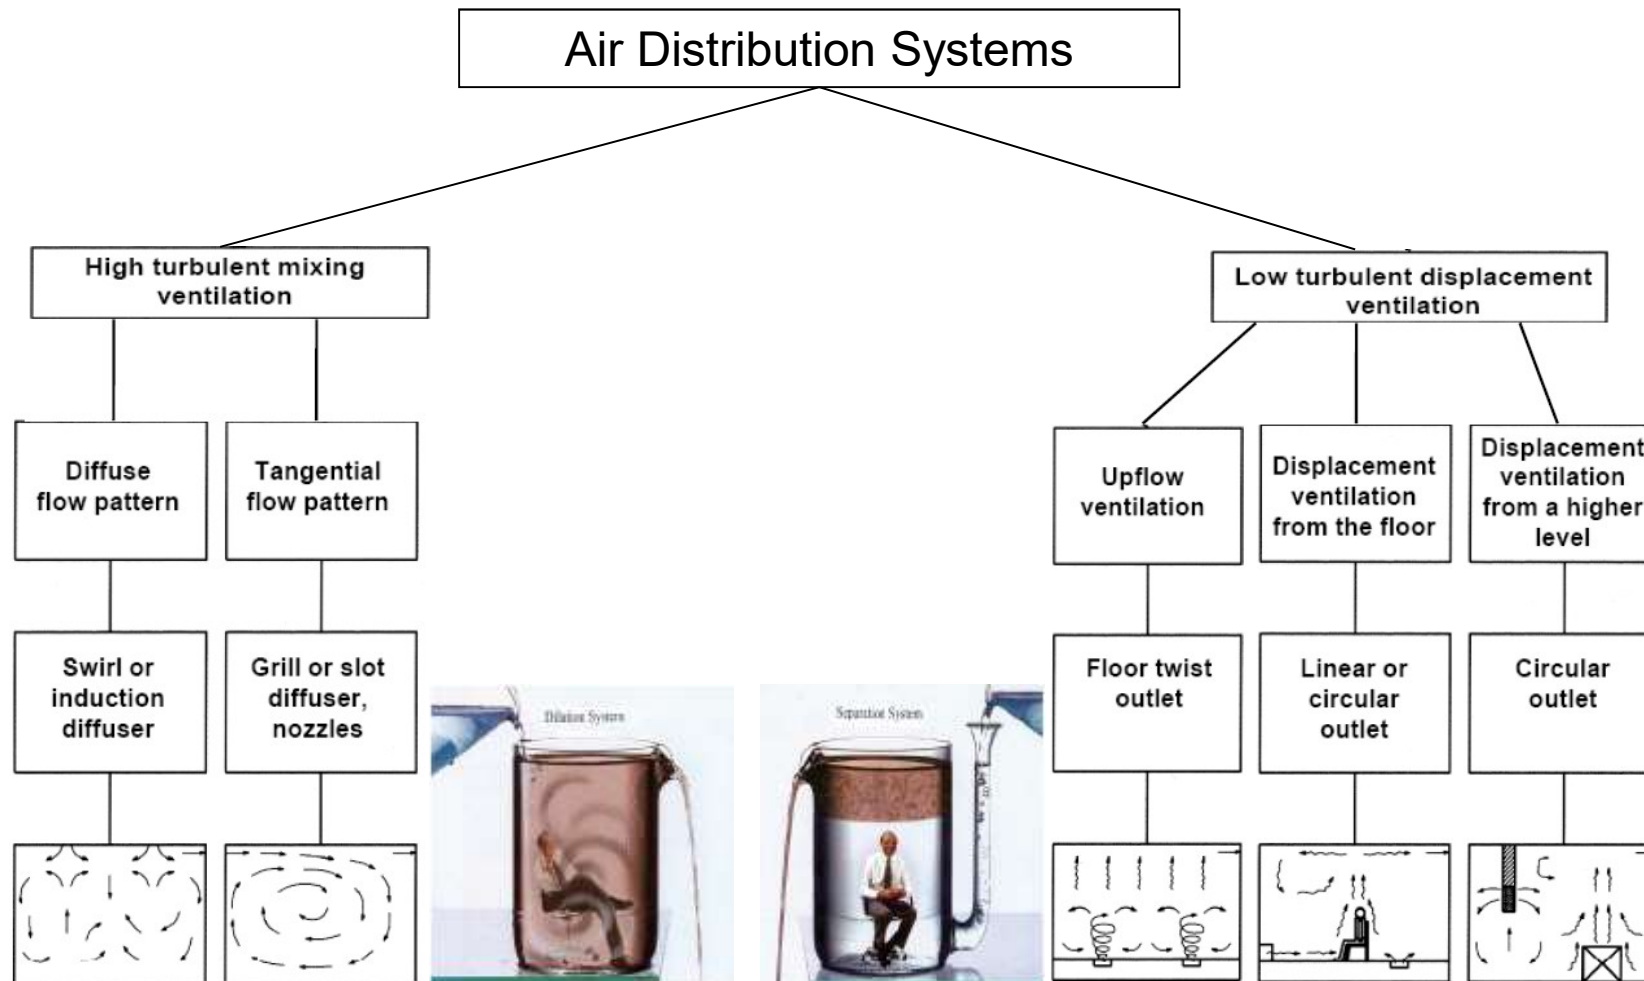 Air Distribution Systems
High turbulent mixing
ventilation
Low turbulent displacement
ventilation
Diffuse
flow pattern
Tangential
flow pattern
Upflow
ventilation
Displacement
ventilation
from the floor
Displacement
ventilation
from a higher
level
Swirl or
induction
diffuser
Grill or slot
diffuser,
nozzles
Dilution System
Separation System
Floor twist
outlet
Linear or
circular
outlet
Circular
outlet